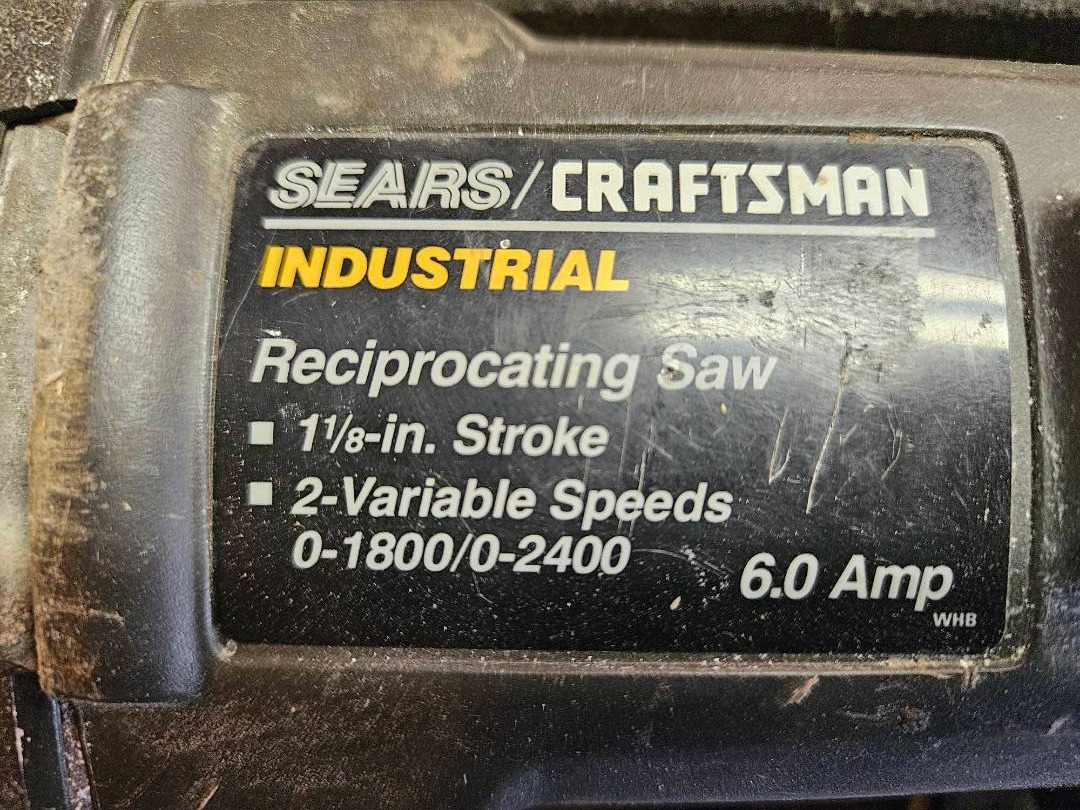 SEARS/CRAFTSMAN
INDUSTRIAL
Reciprocating Saw
▪ 1⅛-in. Stroke
▪ 2-Variable Speeds
0-1800/0-2400
6.0 Amp
WHB